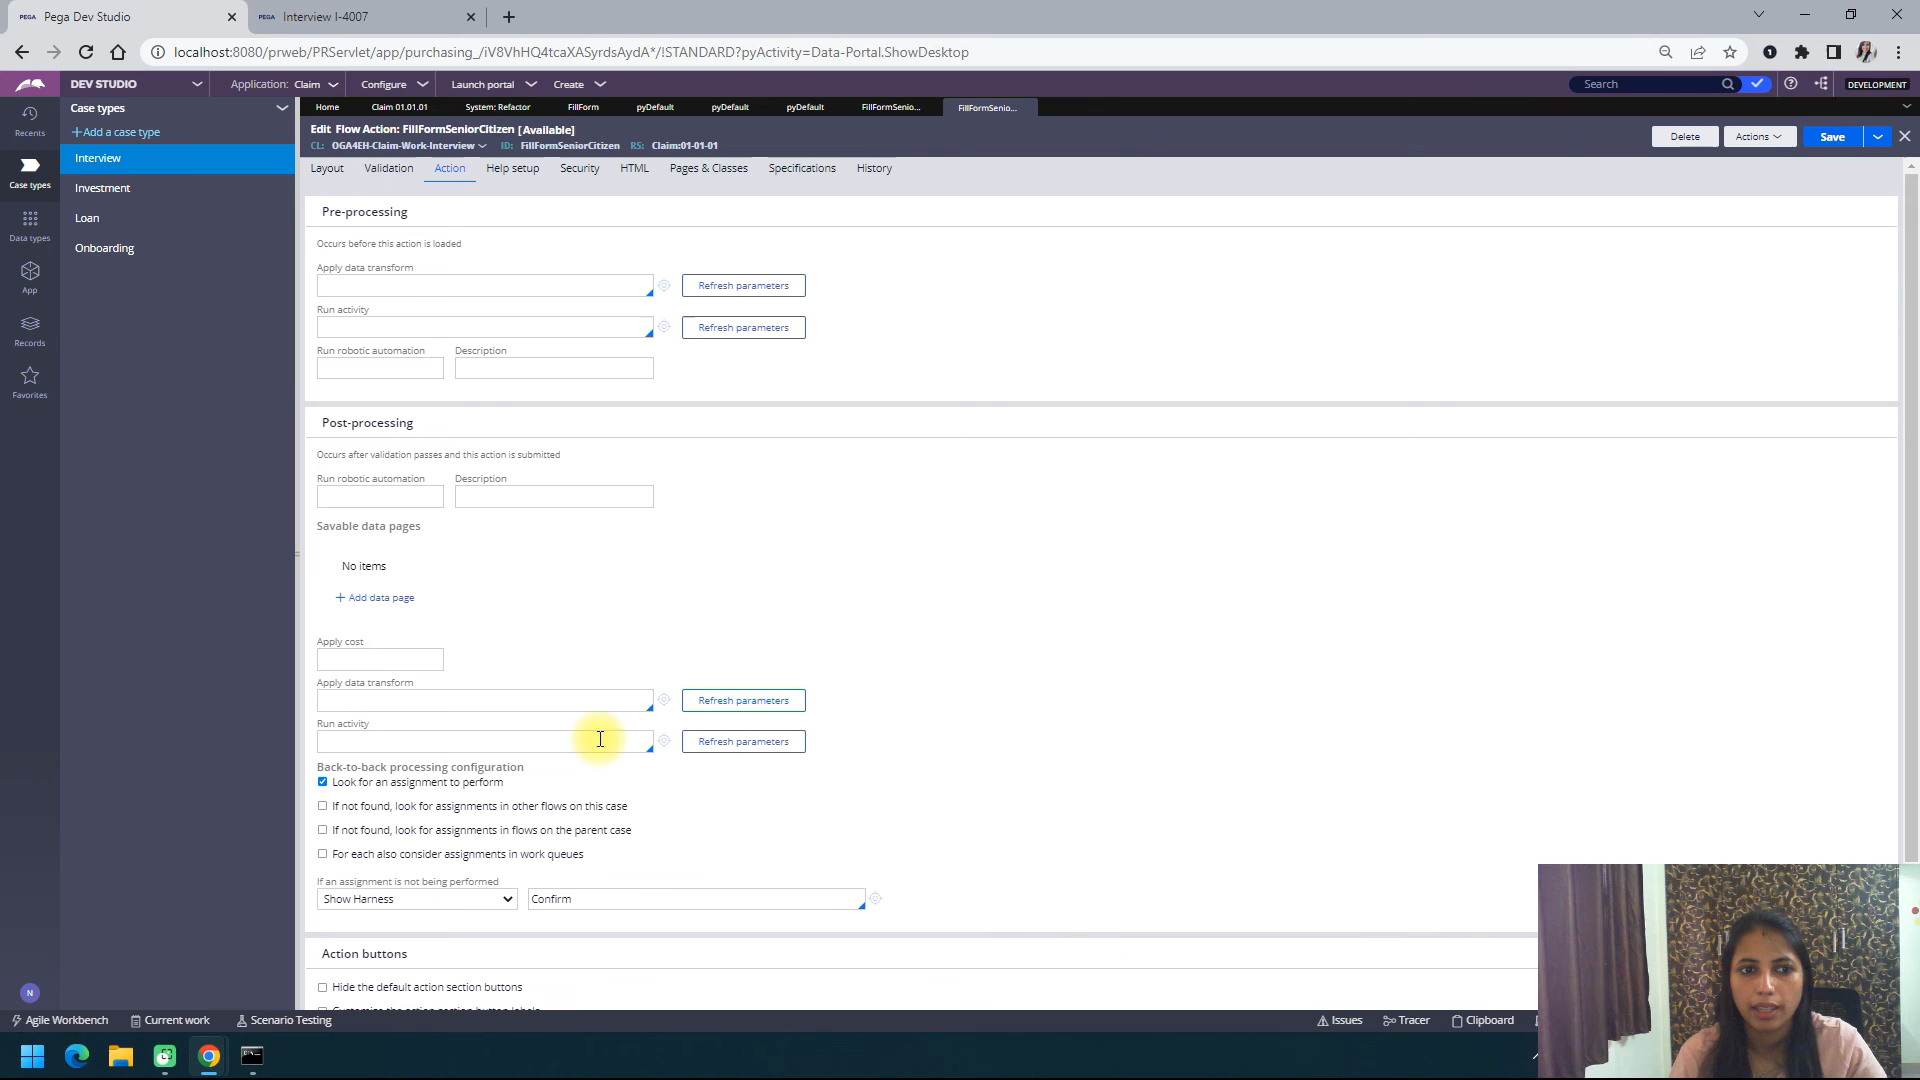 PEGA Pega Dev Studio
PEGA Interview I-4007
localhost:8080/prweb/PRServlet/app/purchasing_/iV8VhHQ4tcaXASyrdsAydA*/!STANDARD?pyActivity=Data-Portal.ShowDesktop
DEV STUDIO
Application: Claim
Configure
Launch portal
Create
Search
DEVELOPMENT
Recents
Case types
Data types
App
Records
Favorites
N
Case types
+Add a case type
Interview
Investment
Loan
Onboarding
Home
Claim 01.01.01
System: Refactor
FillForm
pyDefault
pyDefault
pyDefault
FillFormSenio...
FillFormSenio...
Edit Flow Action: FillFormSeniorCitizen [Available]
CL: OGA4EH-Claim-Work-Interview ID: FillFormSeniorCitizen RS: Claim:01-01-01
Delete
Actions
Save
Layout
Validation
Action
Help setup
Security
HTML
Pages & Classes
Specifications
History
Pre-processing
Occurs before this action is loaded
Apply data transform
Refresh parameters
Run activity
Refresh parameters
Run robotic automation
Description
Post-processing
Occurs after validation passes and this action is submitted
Run robotic automation
Description
Savable data pages
No items
+ Add data page
Apply cost
Apply data transform
Refresh parameters
Run activity
Refresh parameters
Back-to-back processing configuration
Look for an assignment to perform
If not found, look for assignments in other flows on this case
If not found, look for assignments in flows on the parent case
For each also consider assignments in work queues
If an assignment is not being performed
Show Harness
Confirm
Action buttons
Hide the default action section buttons
Customize the action section button labels
Agile Workbench
Current work
Scenario Testing
Issues
Tracer
Clipboard